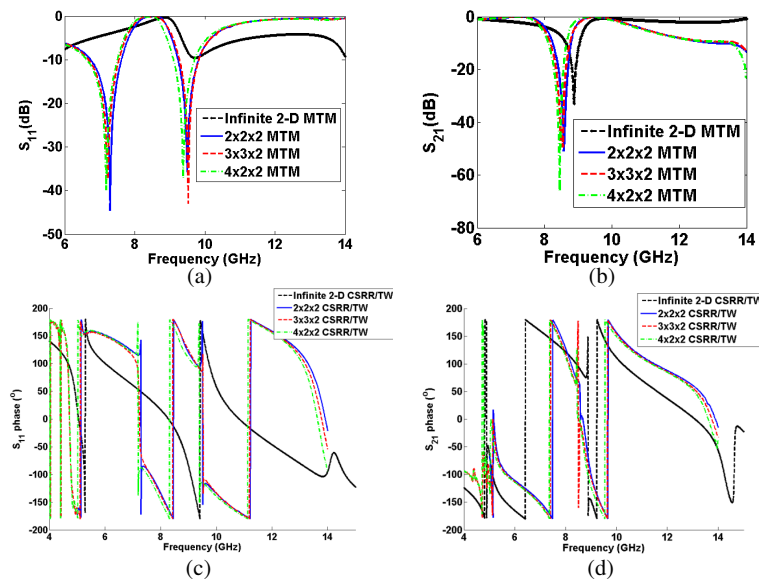 (a)
S11(dB)
0
-10
-20
-30
-40
-50
6
8
10
12
14
Frequency (GHz)
Infinite 2-D MTM
2x2x2 MTM
3x3x2 MTM
4x2x2 MTM
(b)
S21(dB)
0
-20
-40
-60
-80
6
8
10
12
14
Frequency (GHz)
Infinite 2-D MTM
2x2x2 MTM
3x3x2 MTM
4x2x2 MTM
(c)
S11 phase (°)
200
150
100
50
0
-50
-100
-150
-200
4
6
8
10
12
14
Frequency (GHz)
Infinite 2-D CSRR/TW
2x2x2 CSRR/TW
3x3x2 CSRR/TW
4x2x2 CSRR/TW
(d)
S21 phase (°)
200
150
100
50
0
-50
-100
-150
-200
4
6
8
10
12
14
Frequency (GHz)
Infinite 2-D CSRR/TW
2x2x2 CSRR/TW
3x3x2 CSRR/TW
4x2x2 CSRR/TW